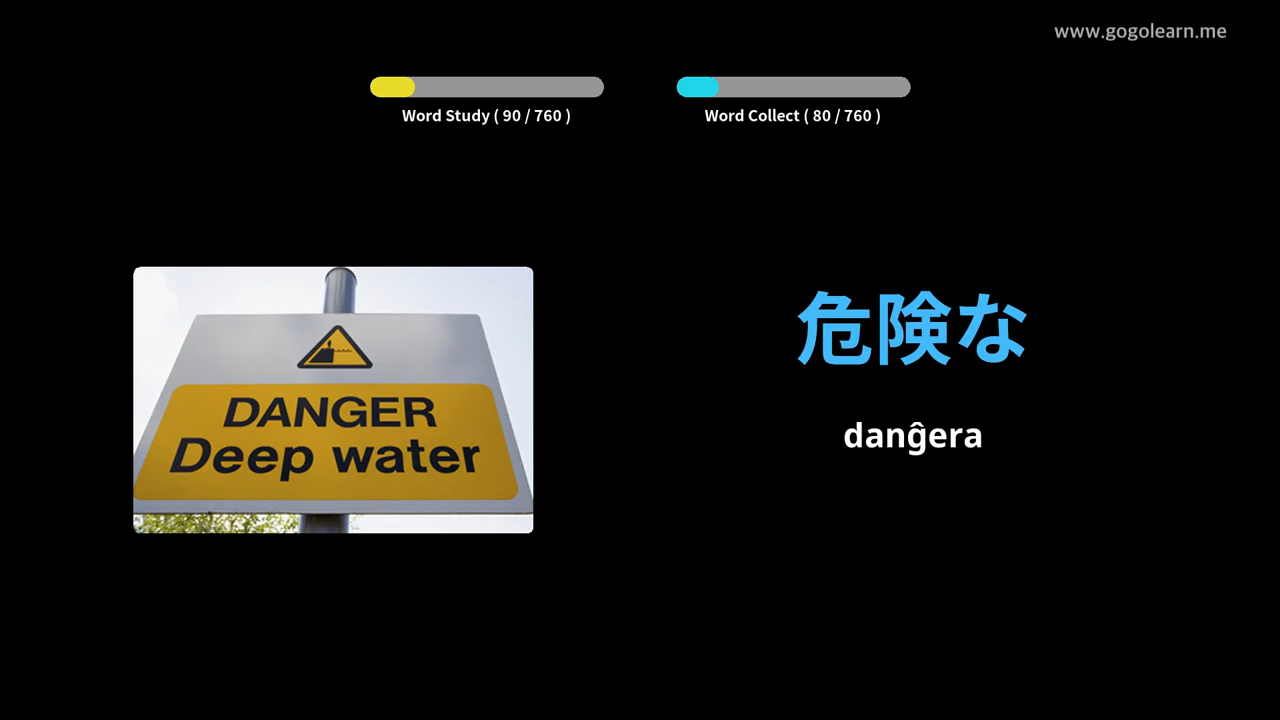 www.gogolearn.me
Word Study ( 90 / 760 )
Word Collect ( 80 / 760 )
DANGER
Deep water
危険な
danĝera